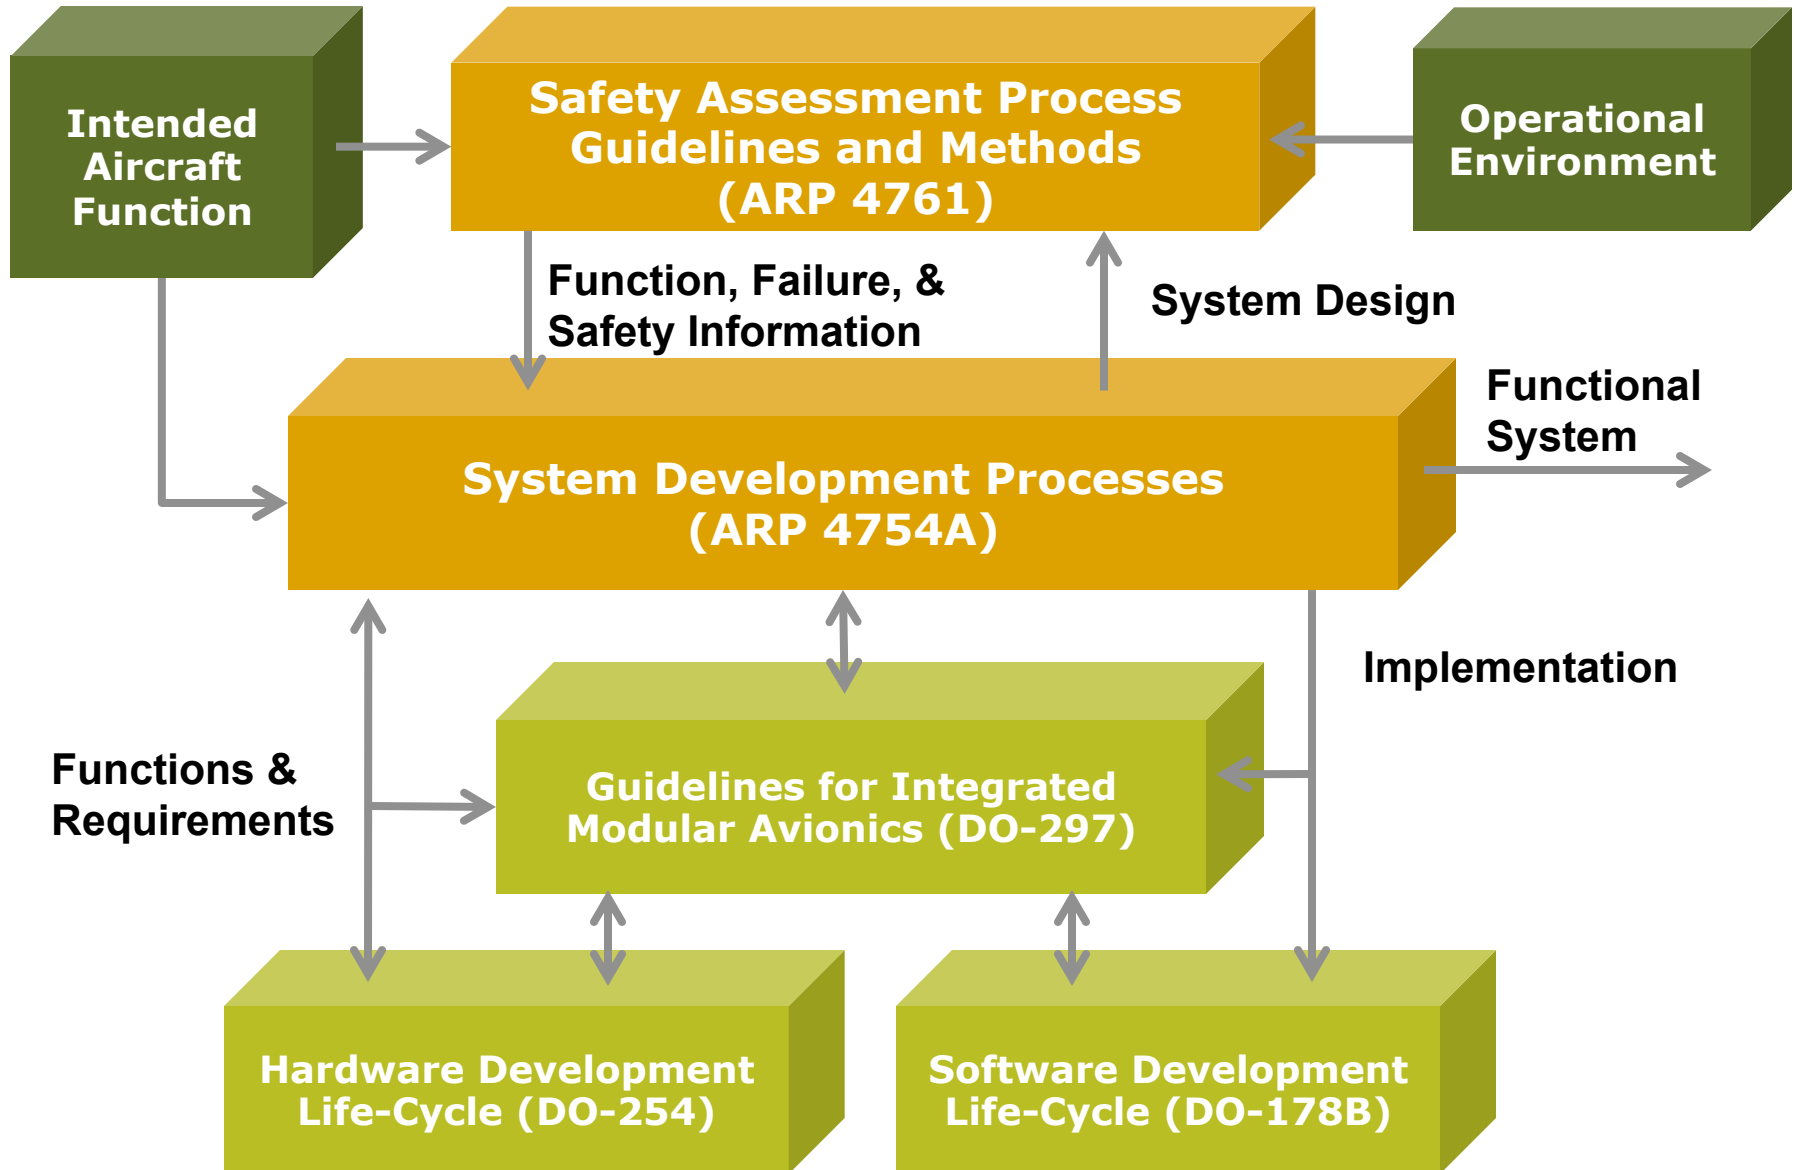 Intended
Aircraft
Function
Safety Assessment Process
Guidelines and Methods
(ARP 4761)
Operational
Environment
Function, Failure, &
Safety Information
System Design
Functional
System
System Development Processes
(ARP 4754A)
Implementation
Functions &
Requirements
Guidelines for Integrated
Modular Avionics (DO-297)
Hardware Development
Life-Cycle (DO-254)
Software Development
Life-Cycle (DO-178B)